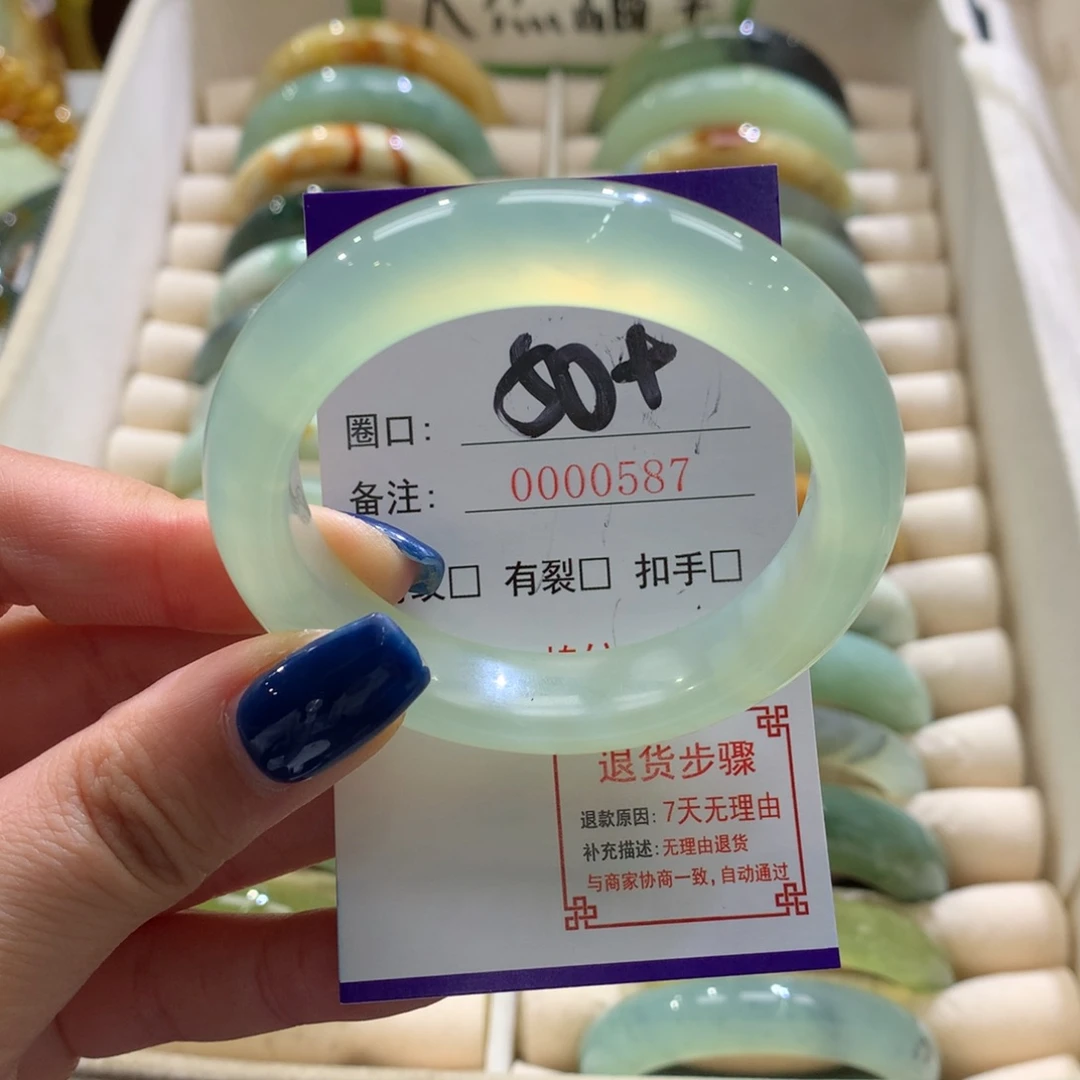 圈口: 50+
备注: 0000587
纹□ 有裂□ 扣手□
退货步骤
退款原因: 7天无理由
补充描述: 无理由退货
与商家协商一致, 自动通过